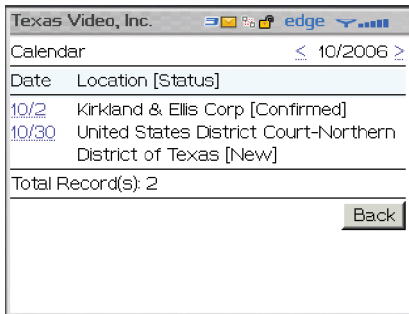 Texas Video, Inc. edge
Calendar < 10/2006 >
Date Location [Status]
10/2 Kirkland & Ellis Corp [Confirmed]
10/30 United States District Court-Northern
District of Texas [New]
Total Record(s): 2
Back